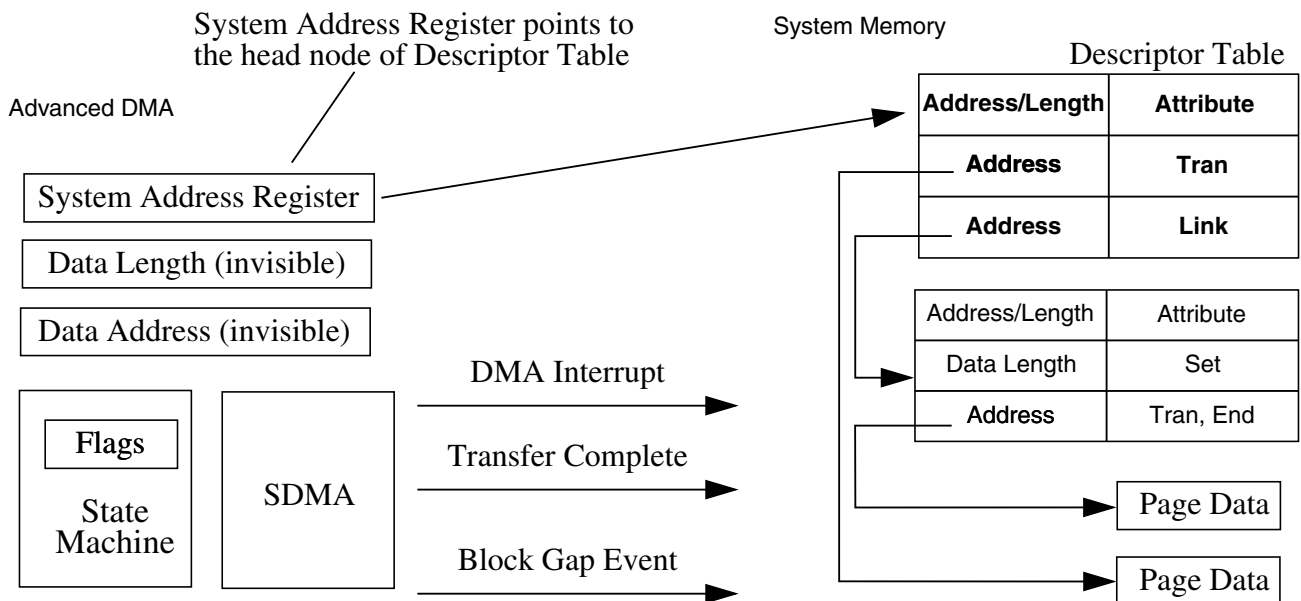 System Address Register points to
the head node of Descriptor Table
System Memory
Descriptor Table
Advanced DMA
Address/Length Attribute
Address Tran
Address Link
System Address Register
Data Length (invisible)
Data Address (invisible)
Address/Length Attribute
Data Length Set
Address Tran, End
Flags
State
Machine
SDMA
DMA Interrupt
Transfer Complete
Block Gap Event
Page Data
Page Data